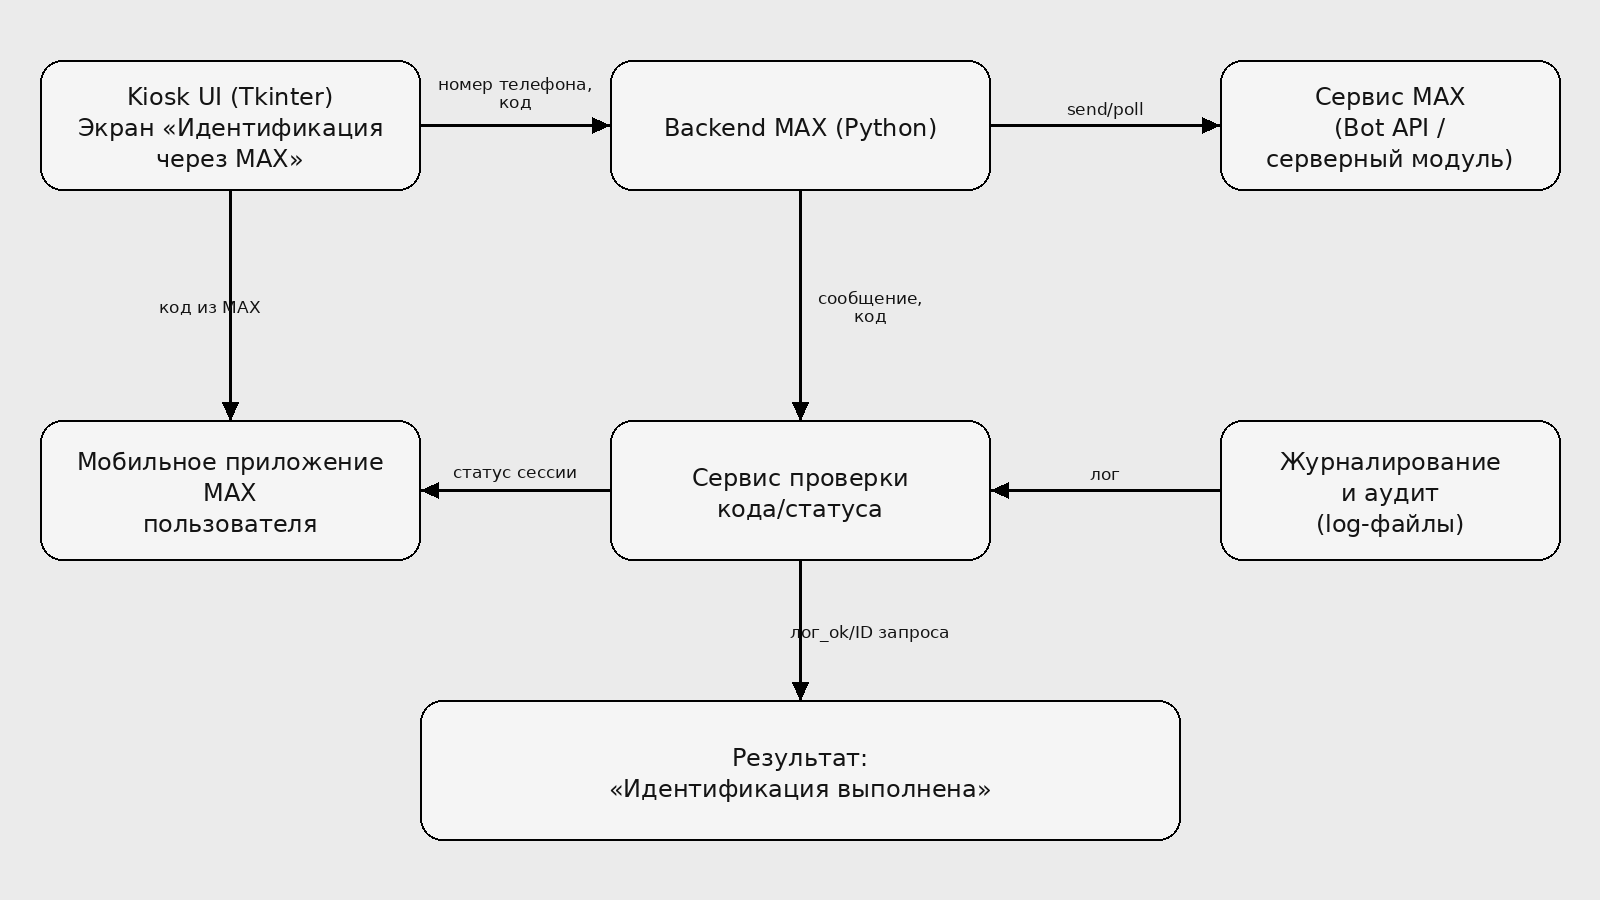 Kiosk UI (Tkinter)
Экран «Идентификация
через MAX»
номер телефона,
код
Backend MAX (Python)
send/poll
Сервис MAX
(Bot API /
серверный модуль)
код из MAX
сообщение,
код
Мобильное приложение
MAX
пользователя
статус сессии
Сервис проверки
кода/статуса
лог
Журналирование
и аудит
(log-файлы)
лог_ok/ID запроса
Результат:
«Идентификация выполнена»